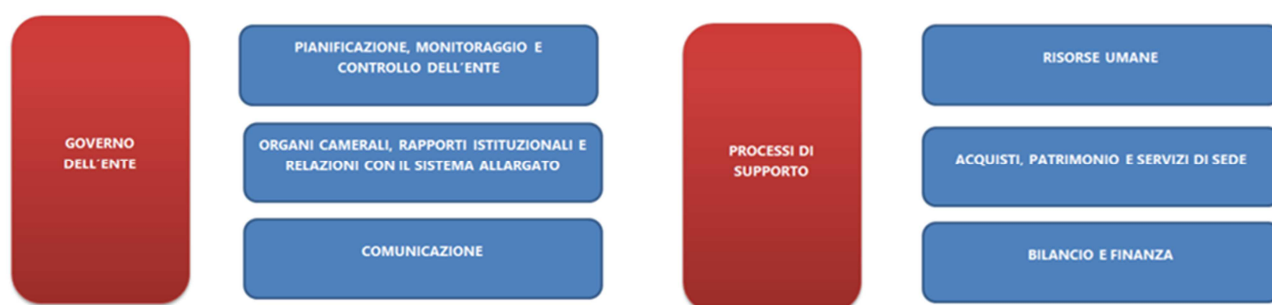 GOVERNO
DELL´ENTE
PIANIFICAZIONE, MONITORAGGIO E
CONTROLLO DELL´ENTE
ORGANI CAMERALI, RAPPORTI ISTITUZIONALI E
RELAZIONI CON IL SISTEMA ALLARGATO
COMUNICAZIONE
PROCESSI DI
SUPPORTO
RISORSE UMANE
ACQUISTI, PATRIMONIO E SERVIZI DI SEDE
BILANCIO E FINANZA